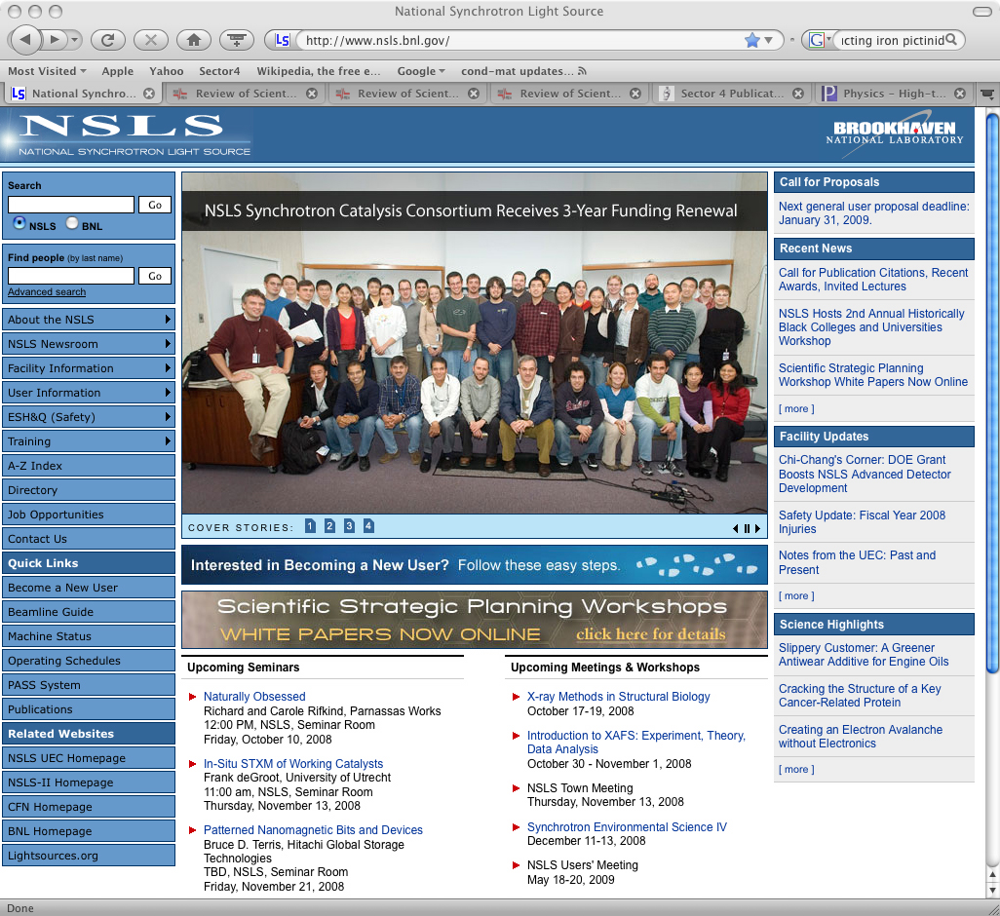 National Synchrotron Light Source
http://www.nsls.bnl.gov/
ıcting iron pictinid
Most Visited Apple Yahoo Sector4 Wikipedia, the free e... Google cond-mat updates...
National Synchro... Review of Scient... Review of Scient... Review of Scient... Sector 4 Publicat... Physics – High-t...
NSLS
NATIONAL SYNCHROTRON LIGHT SOURCE
BROOKHAVEN
NATIONAL LABORATORY
Search
Go
NSLS BNL
Find people (by last name)
Go
Advanced search
About the NSLS
NSLS Newsroom
Facility Information
User Information
ESH&Q (Safety)
Training
A-Z Index
Directory
Job Opportunities
Contact Us
Quick Links
Become a New User
Beamline Guide
Machine Status
Operating Schedules
PASS System
Publications
Related Websites
NSLS UEC Homepage
NSLS-II Homepage
CFN Homepage
BNL Homepage
Lightsources.org
NSLS Synchrotron Catalysis Consortium Receives 3-Year Funding Renewal
COVER STORIES: 1 2 3 4
Interested in Becoming a New User? Follow these easy steps.
Scientific Strategic Planning Workshops
WHITE PAPERS NOW ONLINE click here for details
Upcoming Seminars
Naturally Obsessed
Richard and Carole Rifkind, Parnassas Works
12:00 PM, NSLS, Seminar Room
Friday, October 10, 2008
In-Situ STXM of Working Catalysts
Frank deGroot, University of Utrecht
11:00 am, NSLS, Seminar Room
Thursday, November 13, 2008
Patterned Nanomagnetic Bits and Devices
Bruce D. Terris, Hitachi Global Storage
Technologies
TBD, NSLS, Seminar Room
Friday, November 21, 2008
Upcoming Meetings & Workshops
X-ray Methods in Structural Biology
October 17-19, 2008
Introduction to XAFS: Experiment, Theory,
Data Analysis
October 30 - November 1, 2008
NSLS Town Meeting
Thursday, November 13, 2008
Synchrotron Environmental Science IV
December 11-13, 2008
NSLS Users' Meeting
May 18-20, 2009
Call for Proposals
Next general user proposal deadline:
January 31, 2009.
Recent News
Call for Publication Citations, Recent
Awards, Invited Lectures
NSLS Hosts 2nd Annual Historically
Black Colleges and Universities
Workshop
Scientific Strategic Planning
Workshop White Papers Now Online
[ more ]
Facility Updates
Chi-Chang's Corner: DOE Grant
Boosts NSLS Advanced Detector
Development
Safety Update: Fiscal Year 2008
Injuries
Notes from the UEC: Past and
Present
[ more ]
Science Highlights
Slippery Customer: A Greener
Antiwear Additive for Engine Oils
Cracking the Structure of a Key
Cancer-Related Protein
Creating an Electron Avalanche
without Electronics
[ more ]
Done